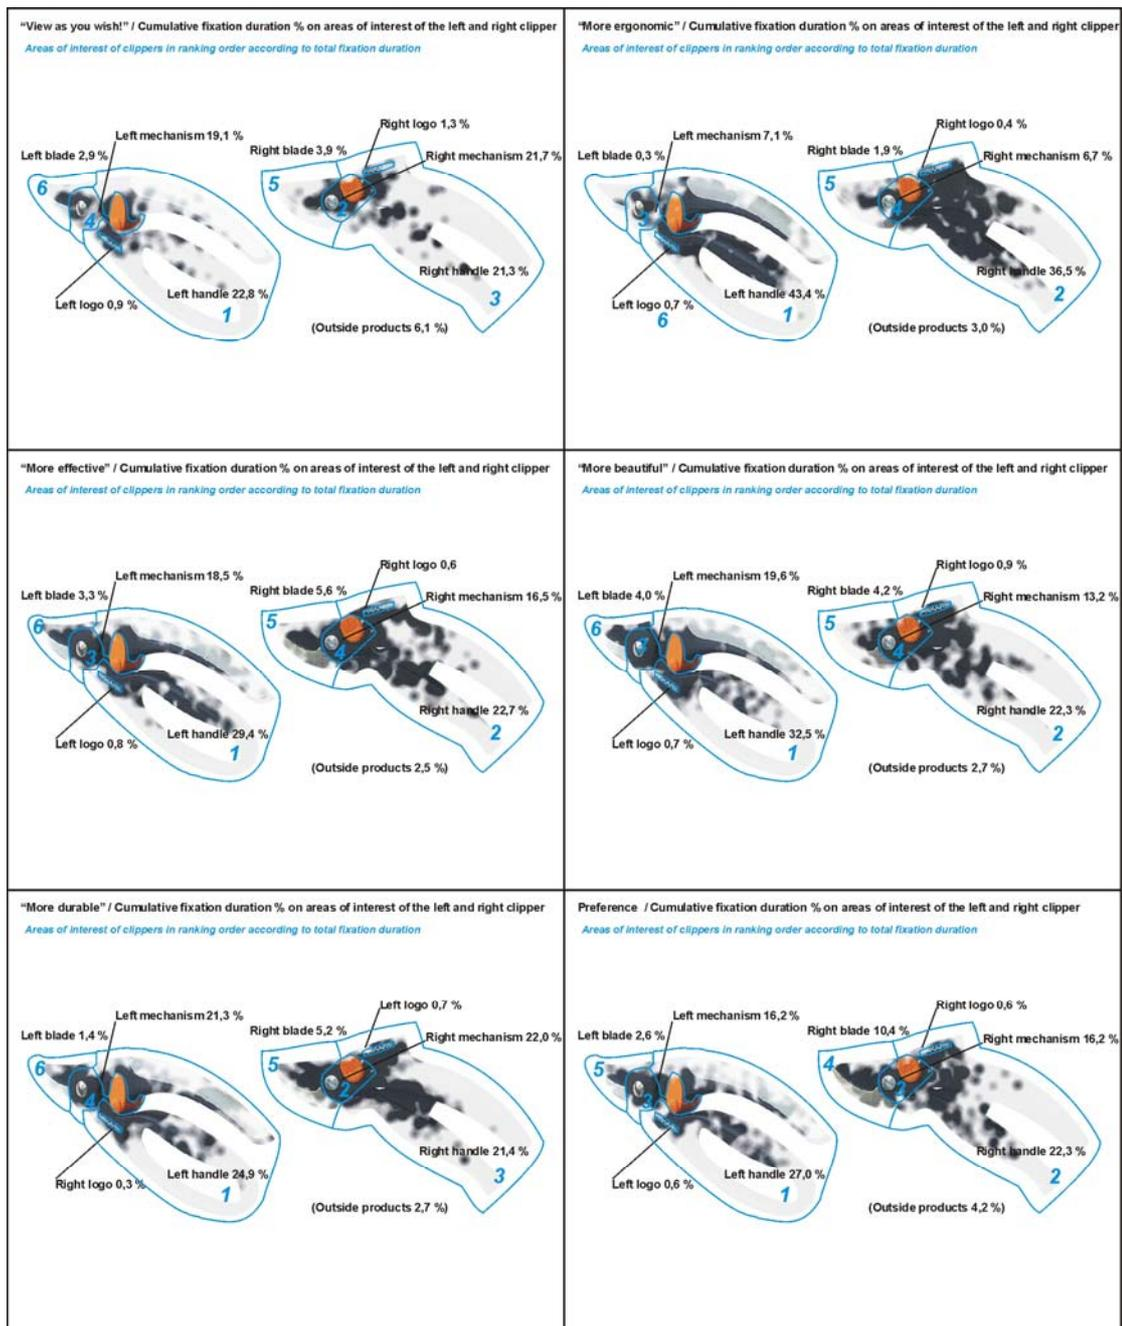 “View as you wish!” / Cumulative fixation duration % on areas of interest of the left and right clipper
Areas of interest of clippers in ranking order according to total fixation duration
Right logo 1,3 %
Left mechanism 19,1 %
Right blade 3,9 %
Right mechanism 21,7 %
Left blade 2,9 %
6
5
2
4
Right handle 21,3 %
Left handle 22,8 %
3
Left logo 0,9 %
1
(Outside products 6,1 %)
“More ergonomic” / Cumulative fixation duration % on areas of interest of the left and right clipper
Areas of interest of clippers in ranking order according to total fixation duration
Right logo 0,4 %
Left mechanism 7,1 %
Right blade 1,9 %
Right mechanism 6,7 %
Left blade 0,3 %
5
4
3
Right handle 36,5 %
Left handle 43,4 %
2
Left logo 0,7 %
6
1
(Outside products 3,0 %)
“More effective” / Cumulative fixation duration % on areas of interest of the left and right clipper
Areas of interest of clippers in ranking order according to total fixation duration
Right logo 0,6
Left mechanism 18,5 %
Right blade 5,6 %
Right mechanism 16,5 %
Left blade 3,3 %
6
5
3
4
Right handle 22,7 %
Left handle 29,4 %
2
Left logo 0,8 %
1
(Outside products 2,5 %)
“More beautiful” / Cumulative fixation duration % on areas of interest of the left and right clipper
Areas of interest of clippers in ranking order according to total fixation duration
Right logo 0,9 %
Left mechanism 19,6 %
Right blade 4,2 %
Right mechanism 13,2 %
Left blade 4,0 %
6
5
4
Right handle 22,3 %
Left handle 32,5 %
2
Left logo 0,7 %
1
(Outside products 2,7 %)
“More durable” / Cumulative fixation duration % on areas of interest of the left and right clipper
Areas of interest of clippers in ranking order according to total fixation duration
Left logo 0,7 %
Left mechanism 21,3 %
Right blade 5,2 %
Right mechanism 22,0 %
Left blade 1,4 %
6
5
2
4
Right handle 21,4 %
Left handle 24,9 %
3
Right logo 0,3 %
1
(Outside products 2,7 %)
Preference / Cumulative fixation duration % on areas of interest of the left and right clipper
Areas of interest of clippers in ranking order according to total fixation duration
Right logo 0,6 %
Left mechanism 16,2 %
Right blade 10,4 %
Right mechanism 16,2 %
Left blade 2,6 %
5
4
2
3
Right handle 22,3 %
Left handle 27,0 %
2
Left logo 0,6 %
1
(Outside products 4,2 %)